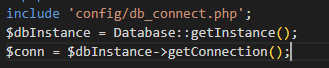 include 'config/db_connect.php';
$dbInstance = Database::getInstance();
$conn = $dbInstance->getConnection();